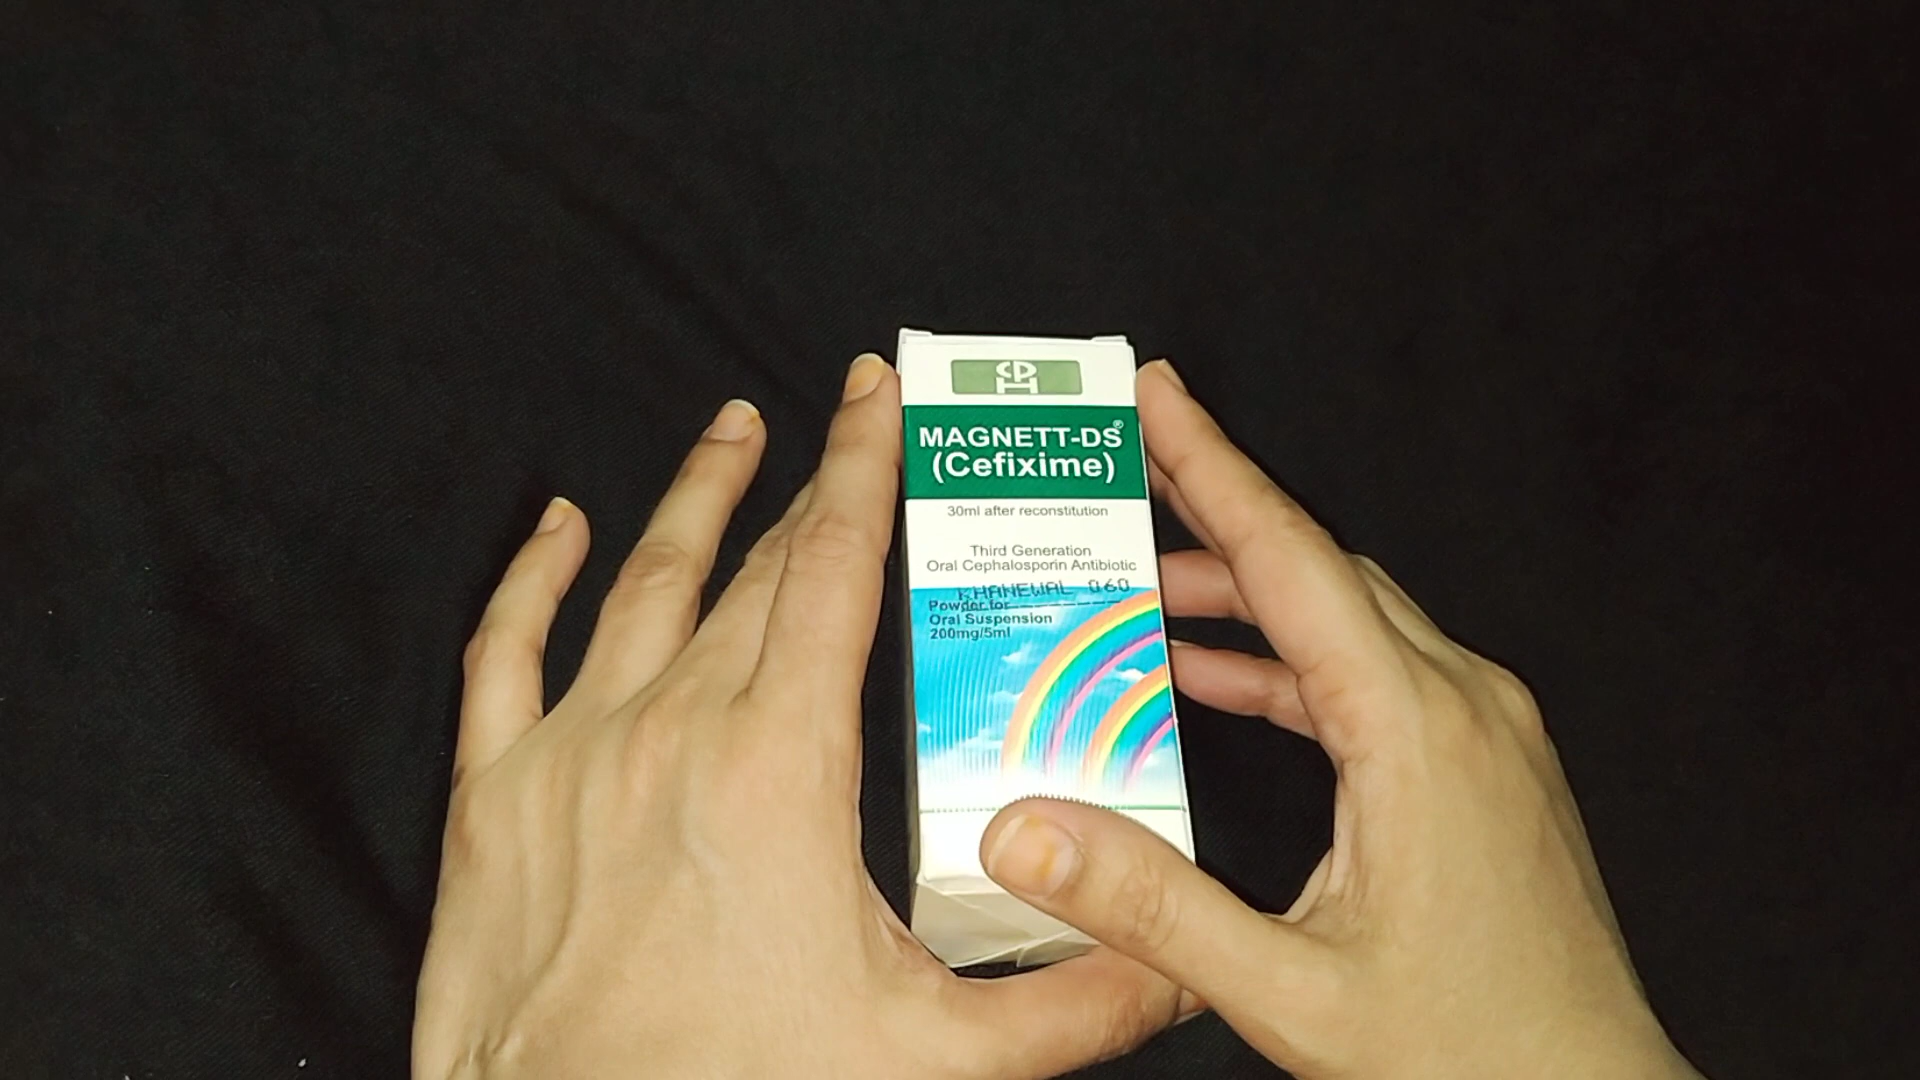 CPH
MAGNETT-DS®
(Cefixime)
30ml after reconstitution
Third Generation
Oral Cephalosporin Antibiotic
KHANEWAL 060
Powder for
Oral Suspension
200mg/5ml